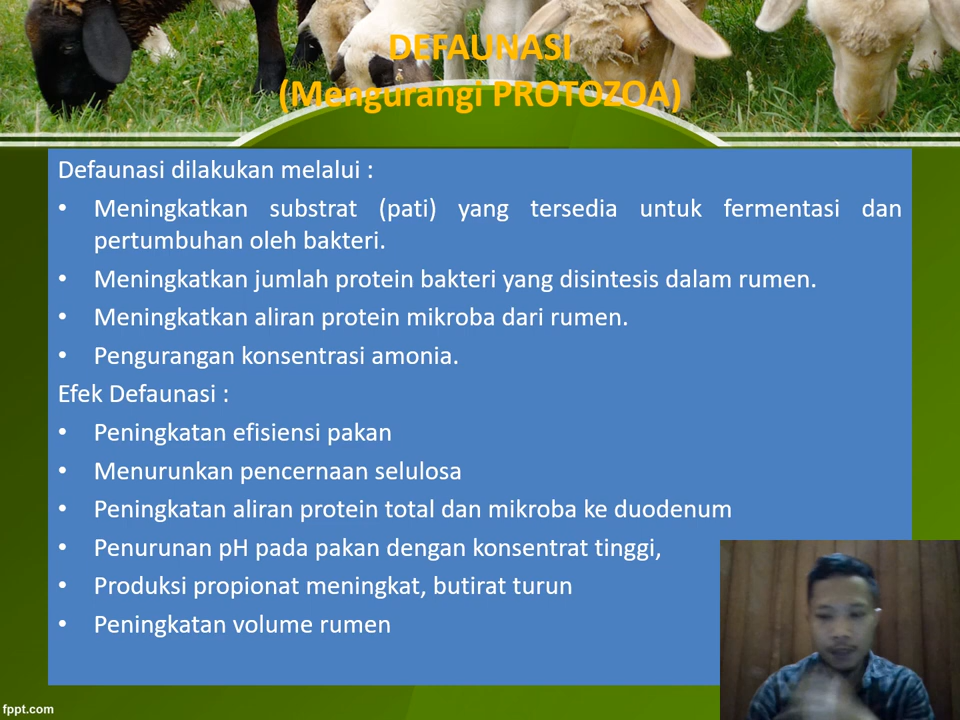 DEFAUNASI
(Mengurangi PROTOZOA)
Defaunasi dilakukan melalui :
• Meningkatkan substrat (pati) yang tersedia untuk fermentasi dan
pertumbuhan oleh bakteri.
• Meningkatkan jumlah protein bakteri yang disintesis dalam rumen.
• Meningkatkan aliran protein mikroba dari rumen.
• Pengurangan konsentrasi amonia.
Efek Defaunasi :
• Peningkatan efisiensi pakan
• Menurunkan pencernaan selulosa
• Peningkatan aliran protein total dan mikroba ke duodenum
• Penurunan pH pada pakan dengan konsentrat tinggi,
• Produksi propionat meningkat, butirat turun
• Peningkatan volume rumen
fppt.com